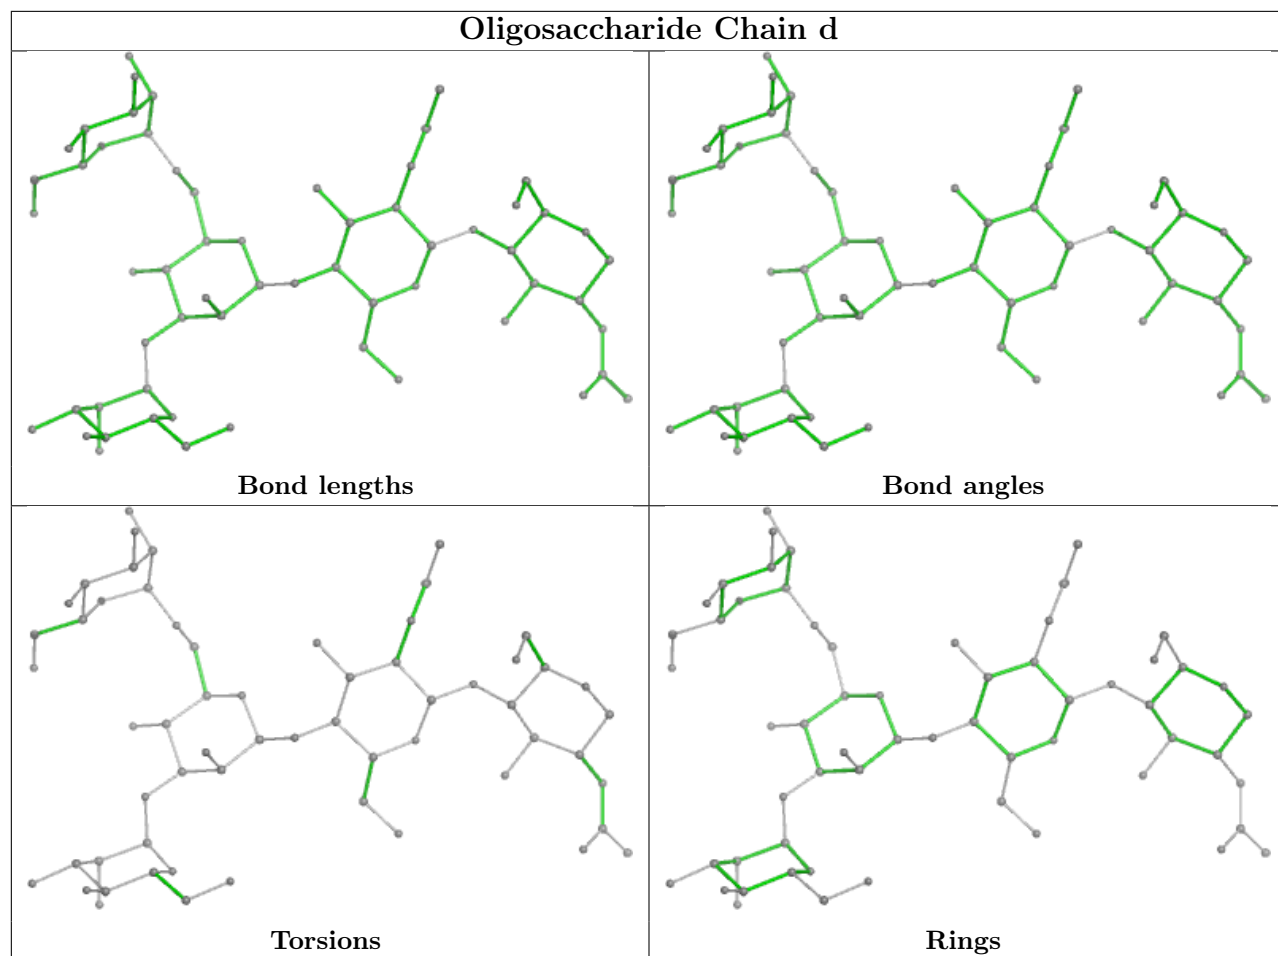 Oligosaccharide Chain d
Bond lengths
Bond angles
Torsions
Rings